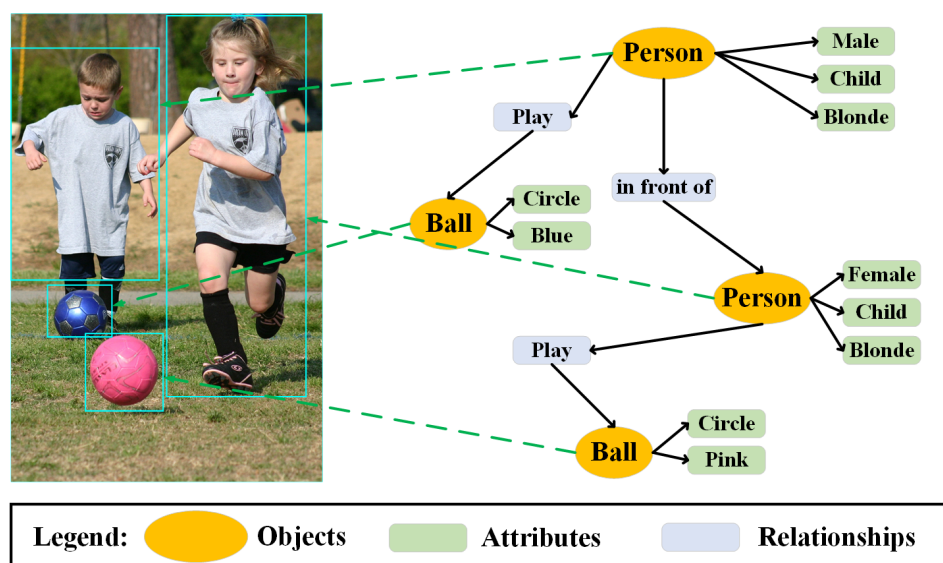 Person
Male
Child
Blonde
Play
in front of
Circle
Ball
Blue
Female
Person
Child
Blonde
Play
Circle
Ball
Pink
Legend: Objects Attributes Relationships